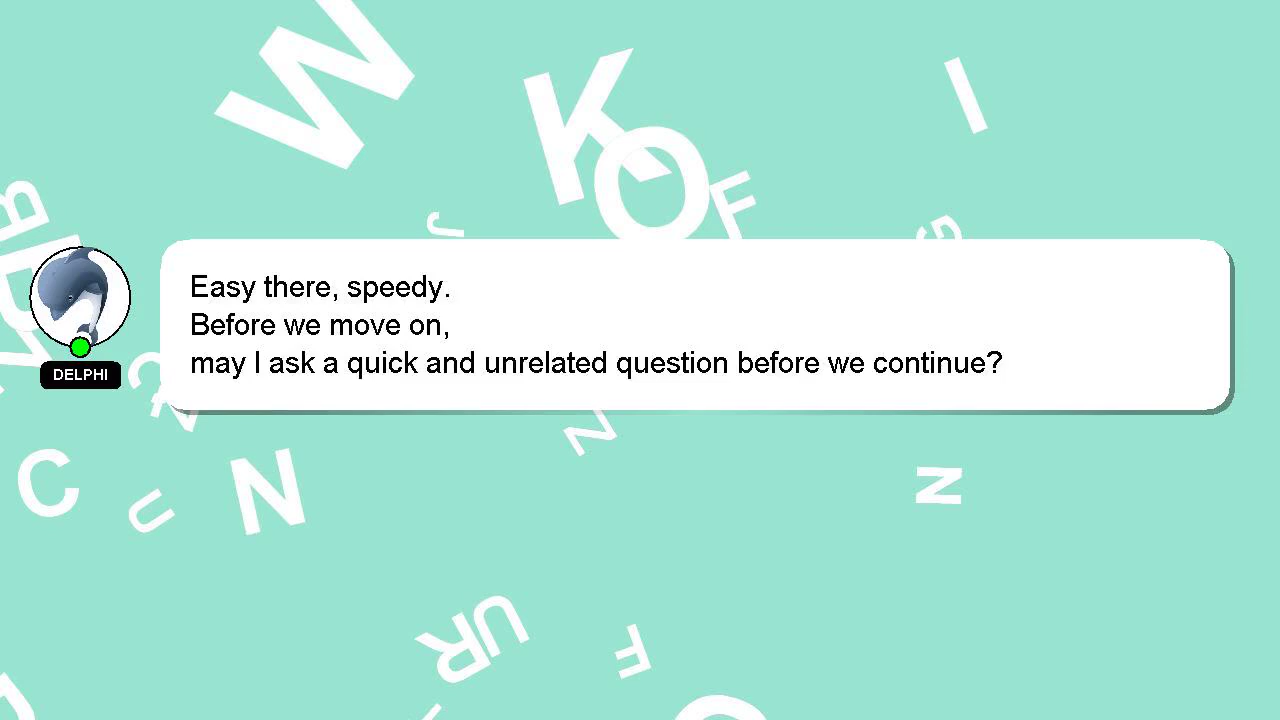 W
K
O
I
F
J
G
B
D
DELPHI
Easy there, speedy.
Before we move on,
may I ask a quick and unrelated question before we continue?
C
N
U
N
Z
N
U
R
F